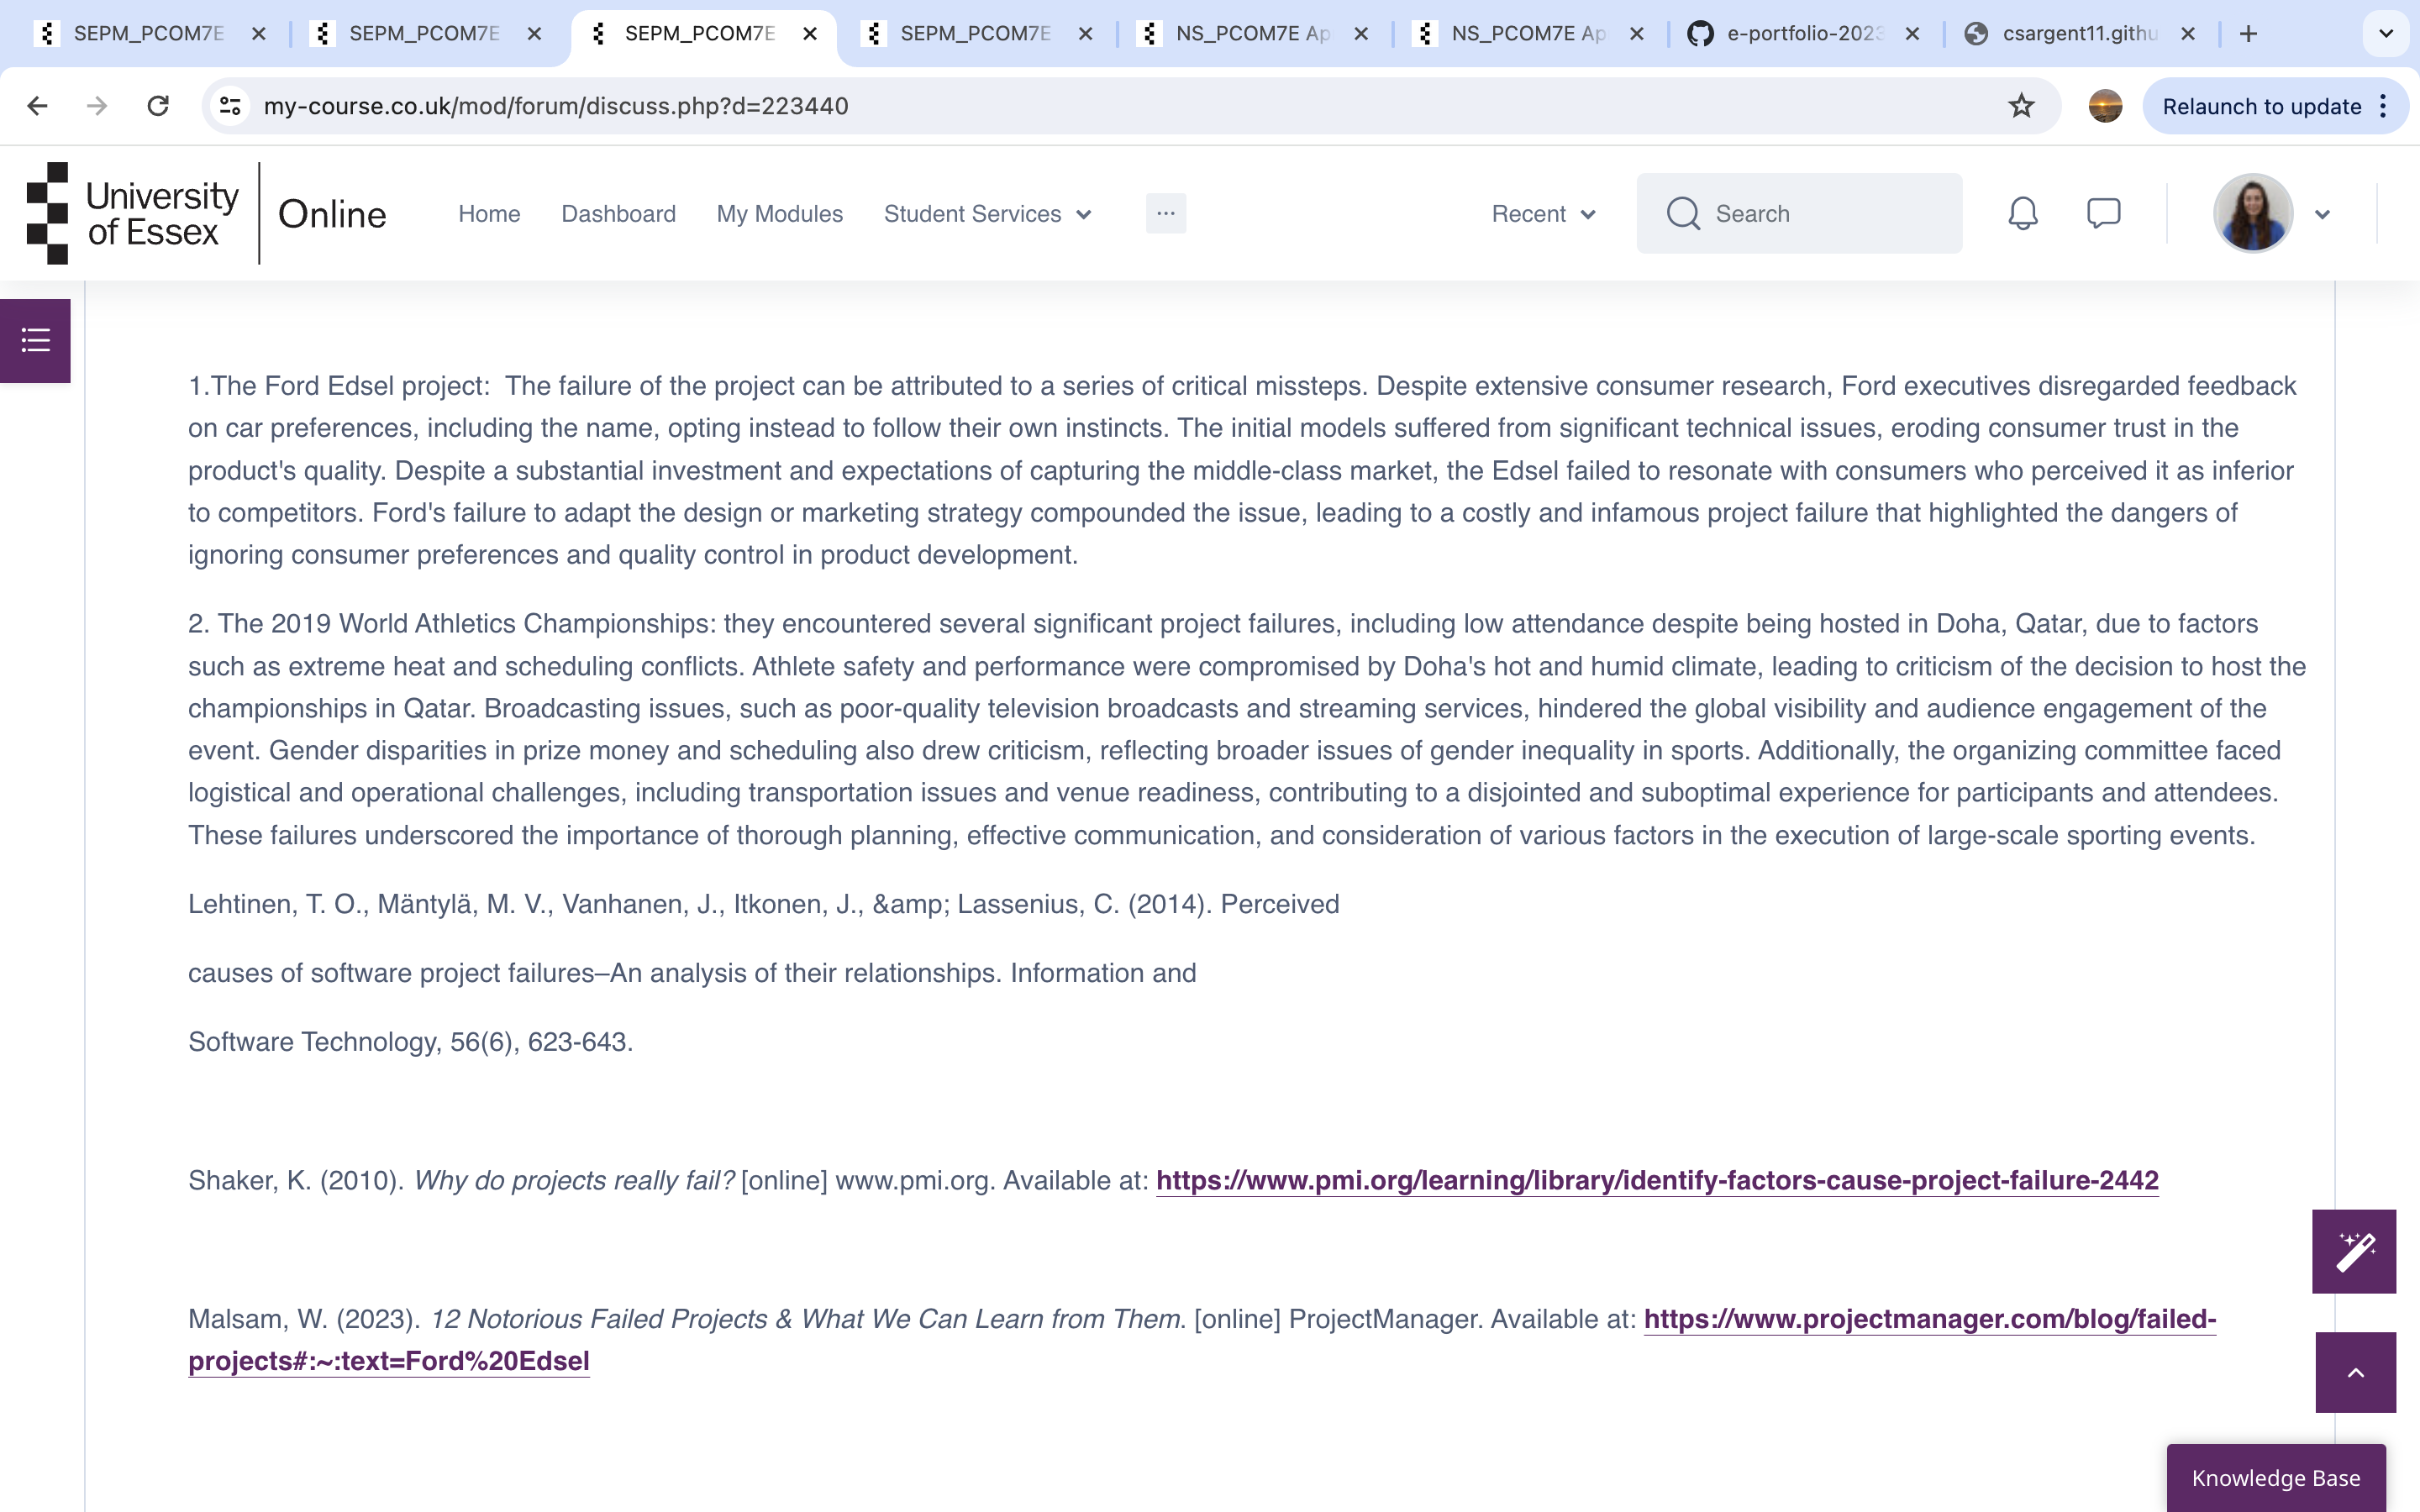 SEPM_PCOM7E
SEPM_PCOM7E
SEPM_PCOM7E
SEPM_PCOM7E
NS_PCOM7E Ap
NS_PCOM7E Ap
e-portfolio-2023
csargent11.githu
my-course.co.uk/mod/forum/discuss.php?d=223440
Relaunch to update
University
of Essex
Online
Home
Dashboard
My Modules
Student Services
Recent
Search
1.The Ford Edsel project:  The failure of the project can be attributed to a series of critical missteps. Despite extensive consumer research, Ford executives disregarded feedback
on car preferences, including the name, opting instead to follow their own instincts. The initial models suffered from significant technical issues, eroding consumer trust in the
product's quality. Despite a substantial investment and expectations of capturing the middle-class market, the Edsel failed to resonate with consumers who perceived it as inferior
to competitors. Ford's failure to adapt the design or marketing strategy compounded the issue, leading to a costly and infamous project failure that highlighted the dangers of
ignoring consumer preferences and quality control in product development.
2. The 2019 World Athletics Championships: they encountered several significant project failures, including low attendance despite being hosted in Doha, Qatar, due to factors
such as extreme heat and scheduling conflicts. Athlete safety and performance were compromised by Doha's hot and humid climate, leading to criticism of the decision to host the
championships in Qatar. Broadcasting issues, such as poor-quality television broadcasts and streaming services, hindered the global visibility and audience engagement of the
event. Gender disparities in prize money and scheduling also drew criticism, reflecting broader issues of gender inequality in sports. Additionally, the organizing committee faced
logistical and operational challenges, including transportation issues and venue readiness, contributing to a disjointed and suboptimal experience for participants and attendees.
These failures underscored the importance of thorough planning, effective communication, and consideration of various factors in the execution of large-scale sporting events.
Lehtinen, T. O., Mäntylä, M. V., Vanhanen, J., Itkonen, J., &amp; Lassenius, C. (2014). Perceived
causes of software project failures–An analysis of their relationships. Information and
Software Technology, 56(6), 623-643.
Shaker, K. (2010). Why do projects really fail? [online] www.pmi.org. Available at: https://www.pmi.org/learning/library/identify-factors-cause-project-failure-2442
Malsam, W. (2023). 12 Notorious Failed Projects & What We Can Learn from Them. [online] ProjectManager. Available at: https://www.projectmanager.com/blog/failed-
projects#:~:text=Ford%20Edsel
Knowledge Base